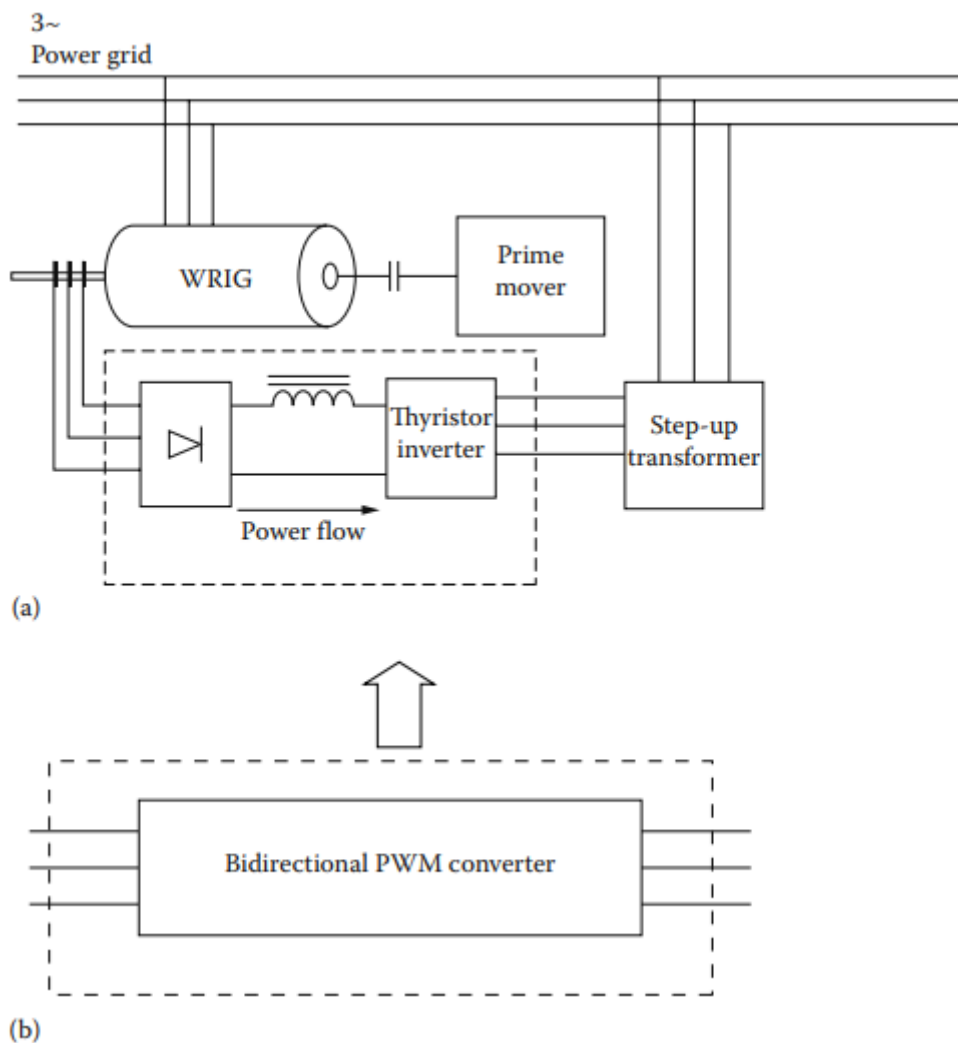 3~
Power grid
WRIG
Prime
mover
Thyristor
inverter
Step-up
transformer
Power flow
(a)
Bidirectional PWM converter
(b)